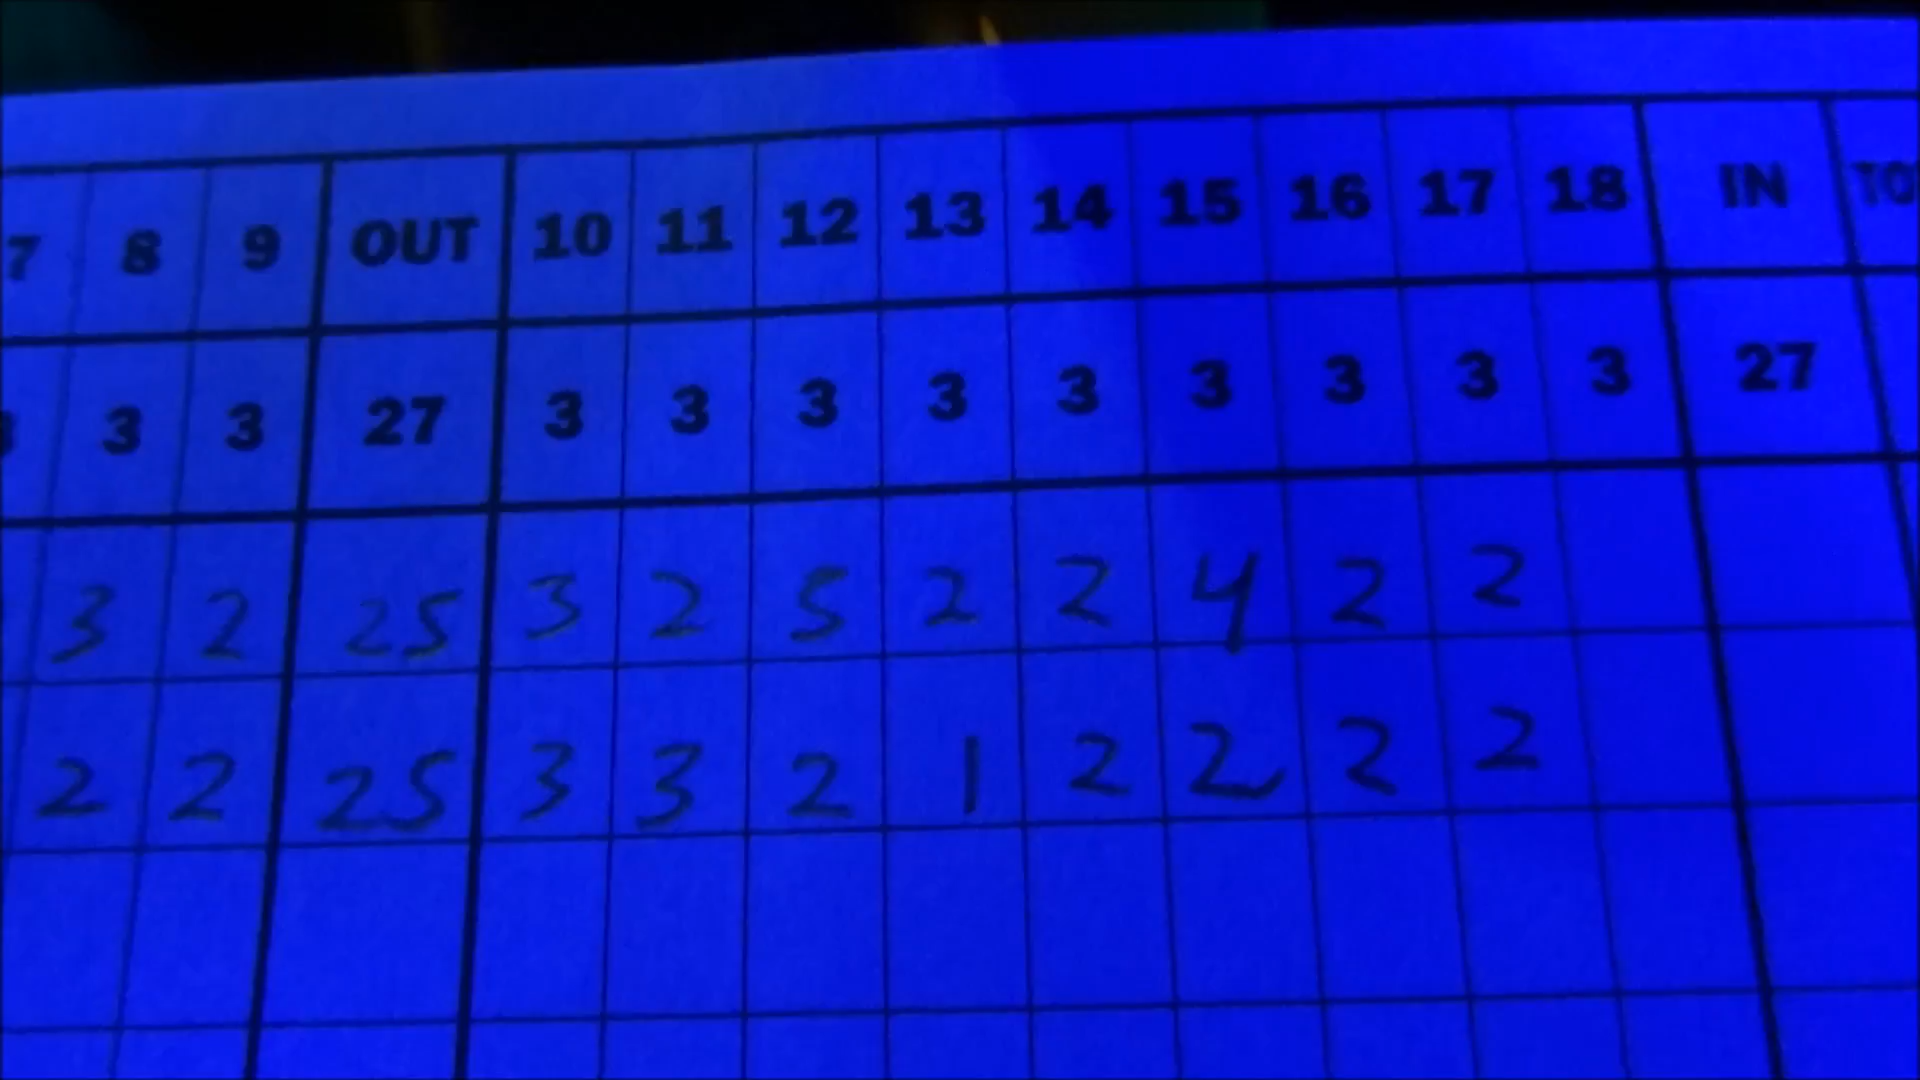 7 8 9 OUT 10 11 12 13 14 15 16 17 18 IN
3 3 27 3 3 3 3 3 3 3 3 3 27
3 2 25 3 2 5 2 2 4 2 2
2 2 25 3 3 2 1 2 2 2 2